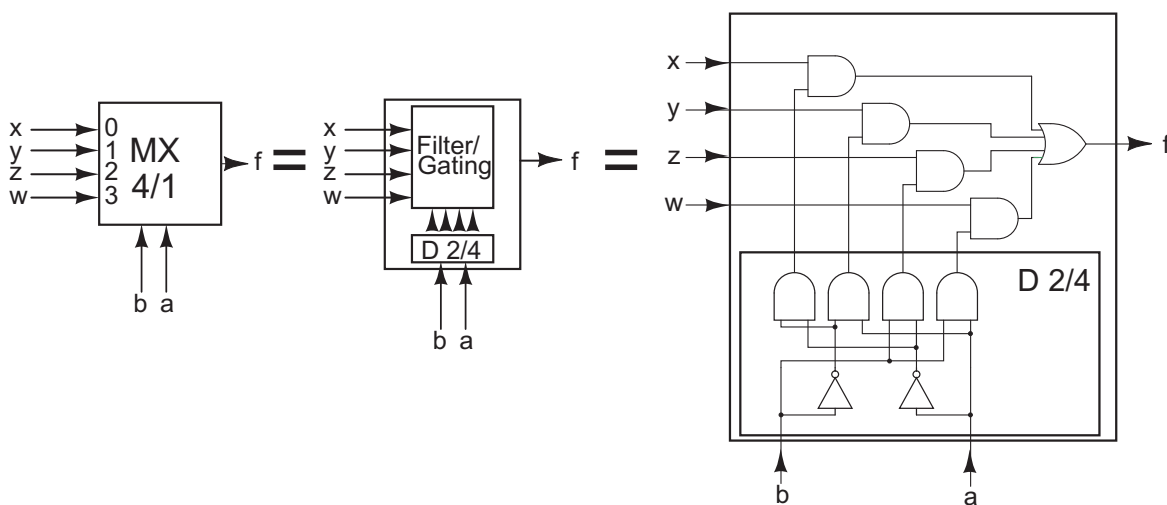 x 0
y 1
z 2
w 3
MX
4/1
f
b a
=
x
y
z
w
Filter/
Gating
D 2/4
f
b a
=
x
y
z
w
f
D 2/4
b
a